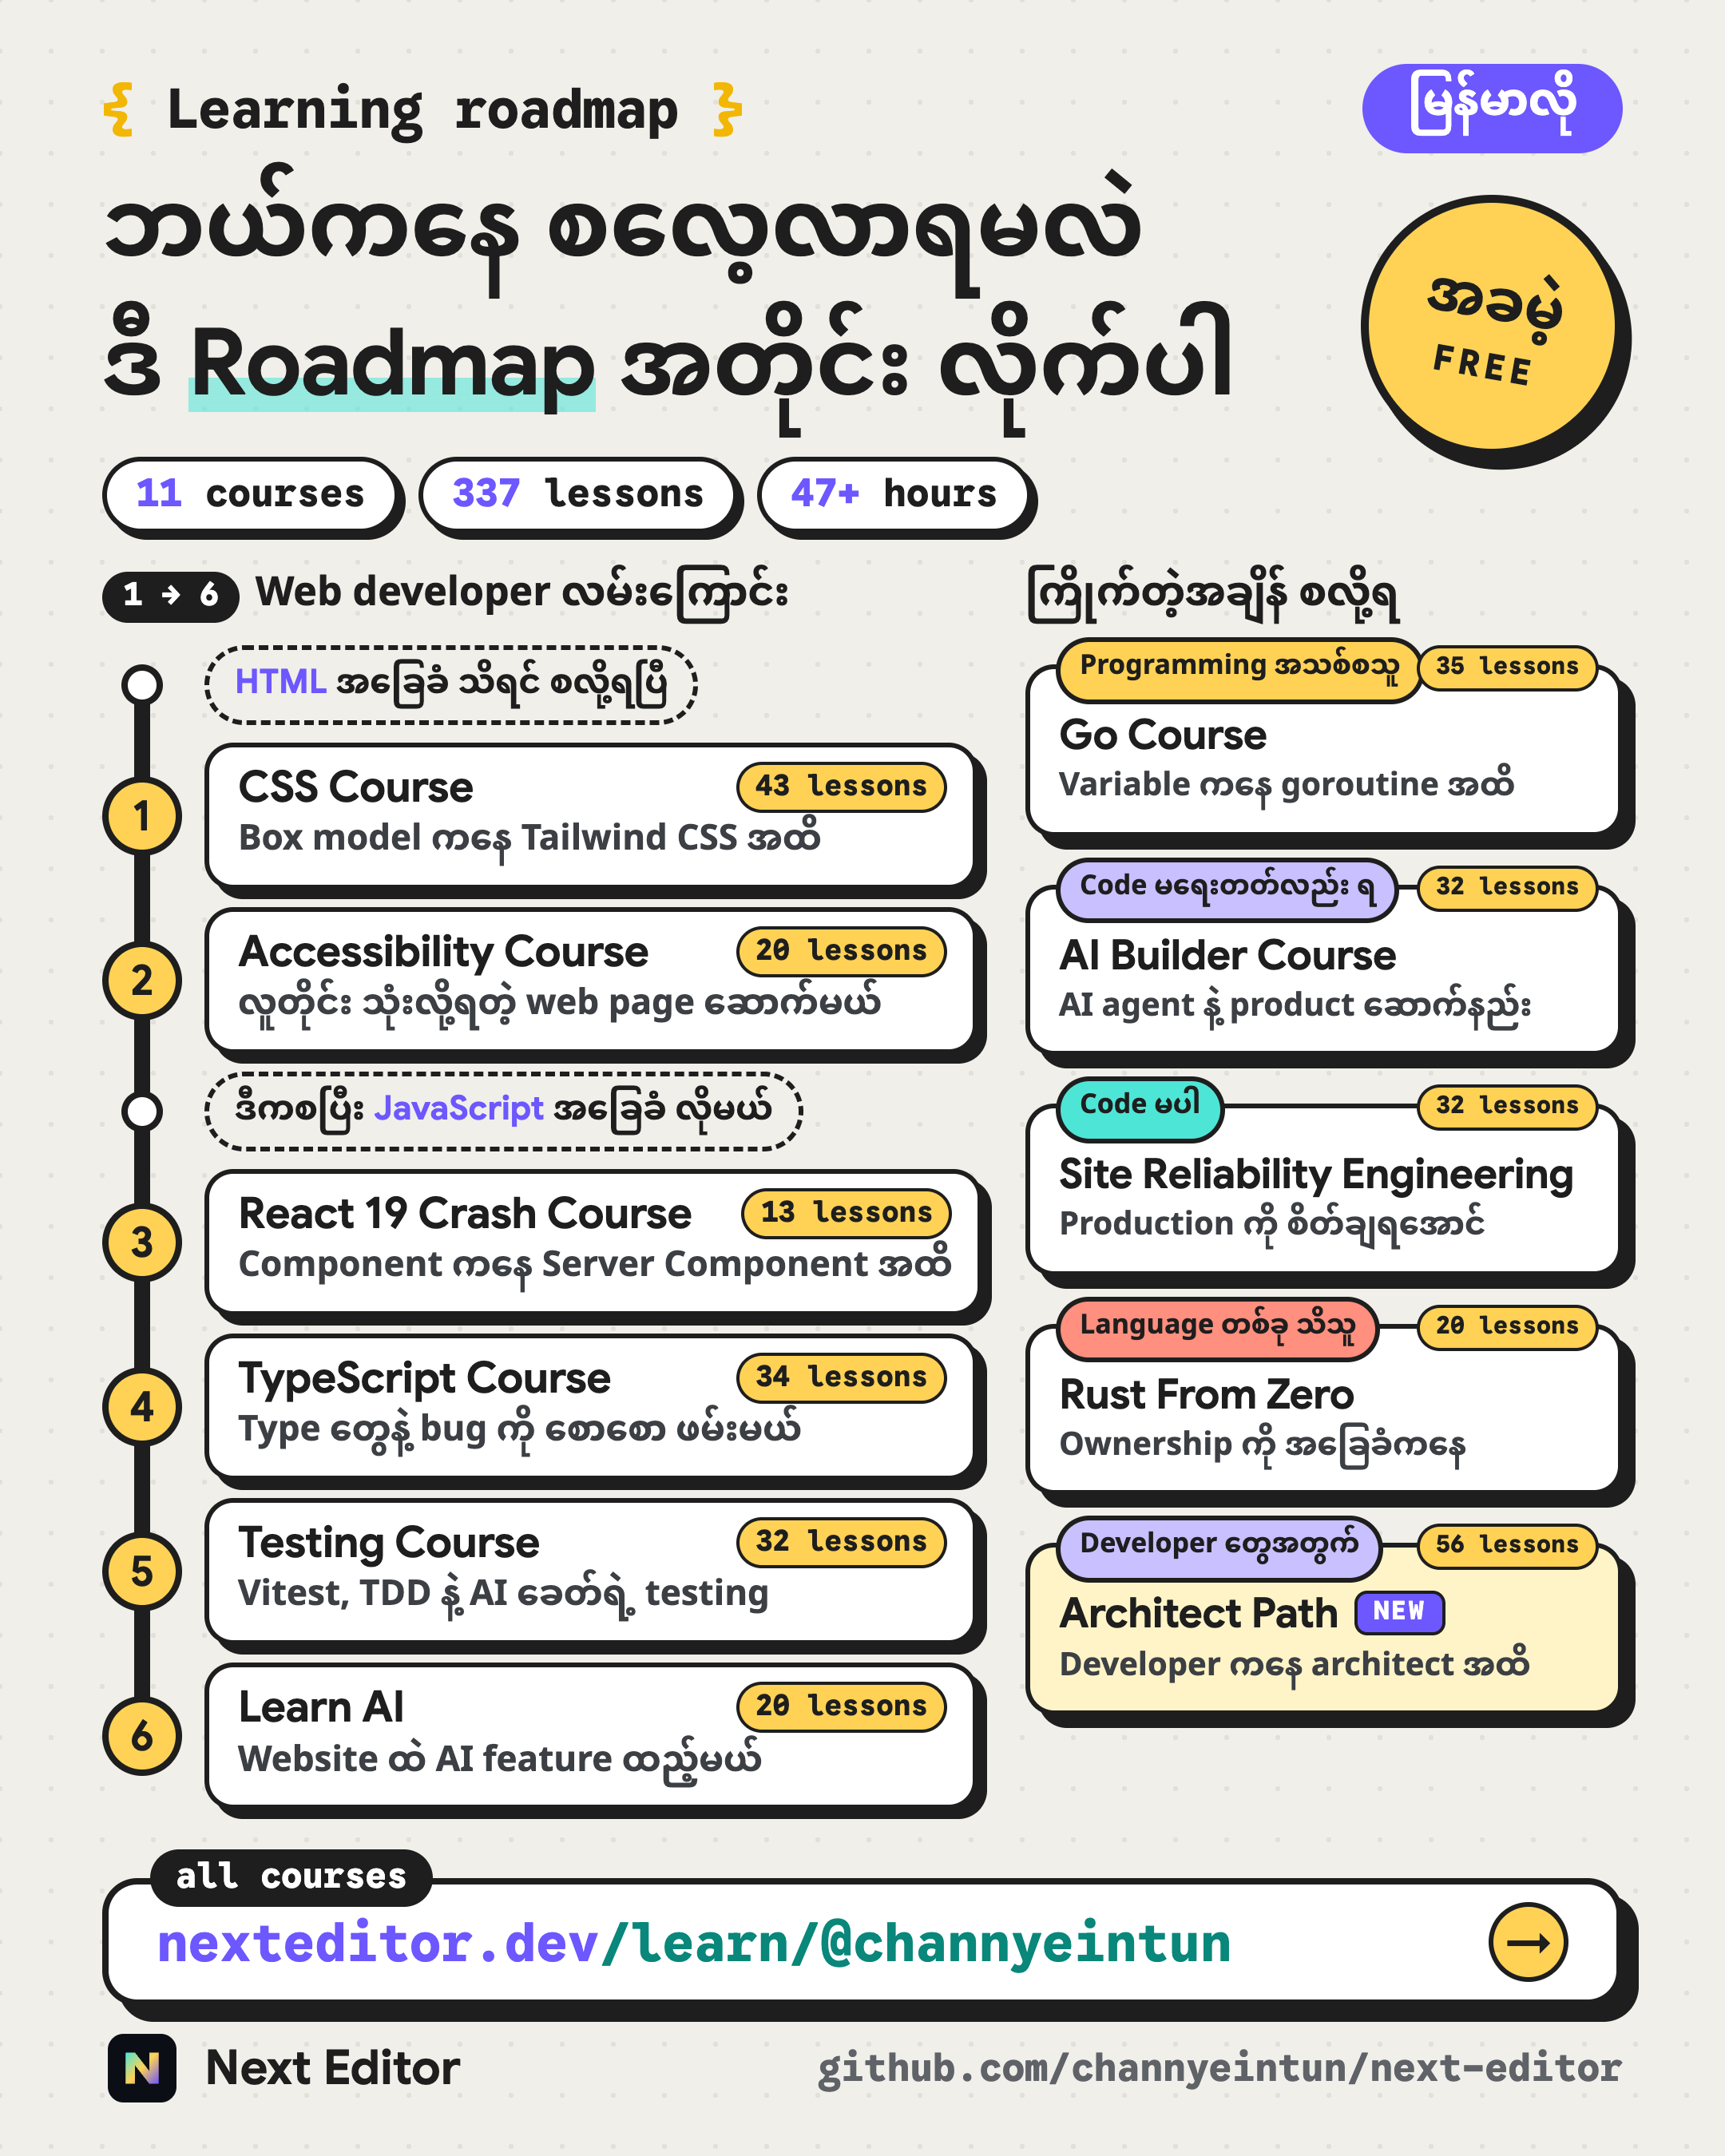 { Learning roadmap }
မြန်မာလို
ဘယ်ကနေ စလေ့လာရမလဲ
ဒီ Roadmap အတိုင်း လိုက်ပါ
အခမဲ့
FREE
11 courses
337 lessons
47+ hours
1 → 6 Web developer လမ်းကြောင်း
HTML အခြေခံ သိရင် စလို့ရပြီ
1
CSS Course
43 lessons
Box model ကနေ Tailwind CSS အထိ
2
Accessibility Course
20 lessons
လူတိုင်း သုံးလို့ရတဲ့ web page ဆောက်မယ်
ဒီကစပြီး JavaScript အခြေခံ လိုမယ်
3
React 19 Crash Course
13 lessons
Component ကနေ Server Component အထိ
4
TypeScript Course
34 lessons
Type တွေနဲ့ bug ကို စောစော ဖမ်းမယ်
5
Testing Course
32 lessons
Vitest, TDD နဲ့ AI ခေတ်ရဲ့ testing
6
Learn AI
20 lessons
Website ထဲ AI feature ထည့်မယ်
ကြိုက်တဲ့အချိန် စလို့ရ
Programming အသစ်စသူ
35 lessons
Go Course
Variable ကနေ goroutine အထိ
Code မရေးတတ်လည်း ရ
32 lessons
AI Builder Course
AI agent နဲ့ product ဆောက်နည်း
Code မပါ
32 lessons
Site Reliability Engineering
Production ကို စိတ်ချရအောင်
Language တစ်ခု သိသူ
20 lessons
Rust From Zero
Ownership ကို အခြေခံကနေ
Developer တွေအတွက်
56 lessons
Architect Path NEW
Developer ကနေ architect အထိ
all courses
nexteditor.dev/learn/@channyeintun →
N Next Editor
github.com/channyeintun/next-editor